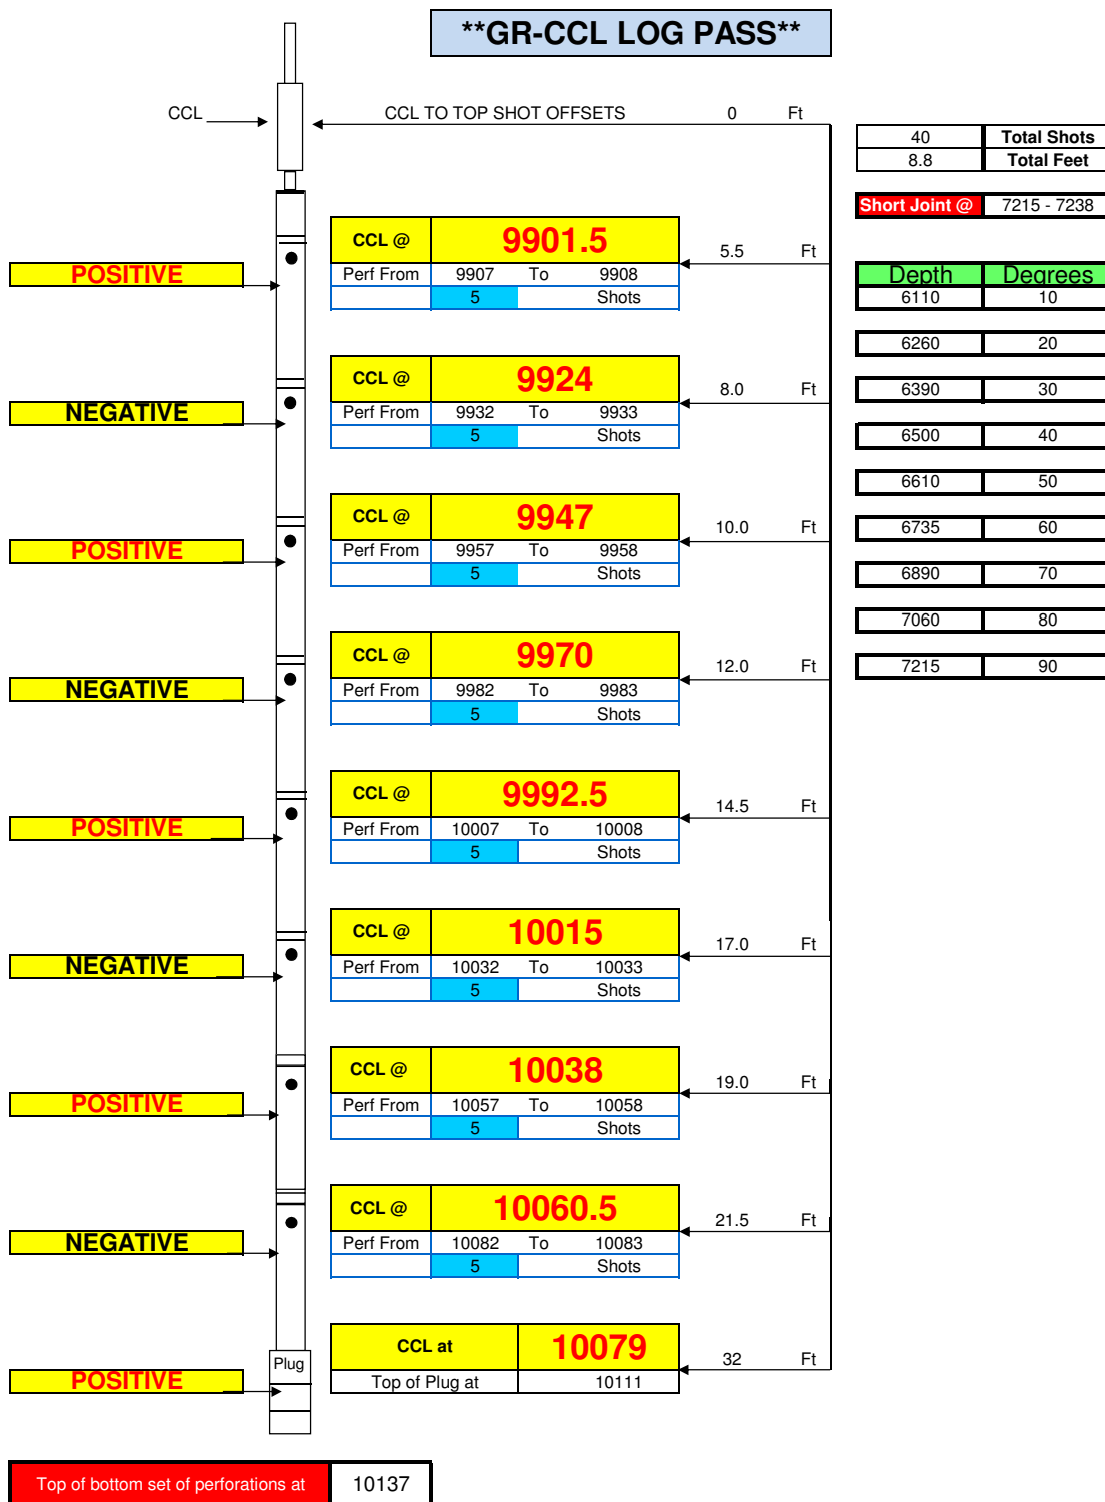 **GR-CCL LOG PASS**
CCL CCL TO TOP SHOT OFFSETS 0 Ft
40 Total Shots
8.8 Total Feet
Short Joint @ 7215 - 7238
CCL @ 9901.5 5.5 Ft
POSITIVE Perf From 9907 To 9908
5 Shots
Depth Degrees
6110 10
6260 20
CCL @ 9924 8.0 Ft
6390 30
NEGATIVE Perf From 9932 To 9933
5 Shots
6500 40
6610 50
CCL @ 9947 10.0 Ft
6735 60
POSITIVE Perf From 9957 To 9958
5 Shots
6890 70
7060 80
CCL @ 9970 12.0 Ft
7215 90
NEGATIVE Perf From 9982 To 9983
5 Shots
CCL @ 9992.5 14.5 Ft
POSITIVE Perf From 10007 To 10008
5 Shots
CCL @ 10015 17.0 Ft
NEGATIVE Perf From 10032 To 10033
5 Shots
CCL @ 10038 19.0 Ft
POSITIVE Perf From 10057 To 10058
5 Shots
CCL @ 10060.5 21.5 Ft
NEGATIVE Perf From 10082 To 10083
5 Shots
Plug CCL at 10079 32 Ft
POSITIVE Top of Plug at 10111
Top of bottom set of perforations at 10137